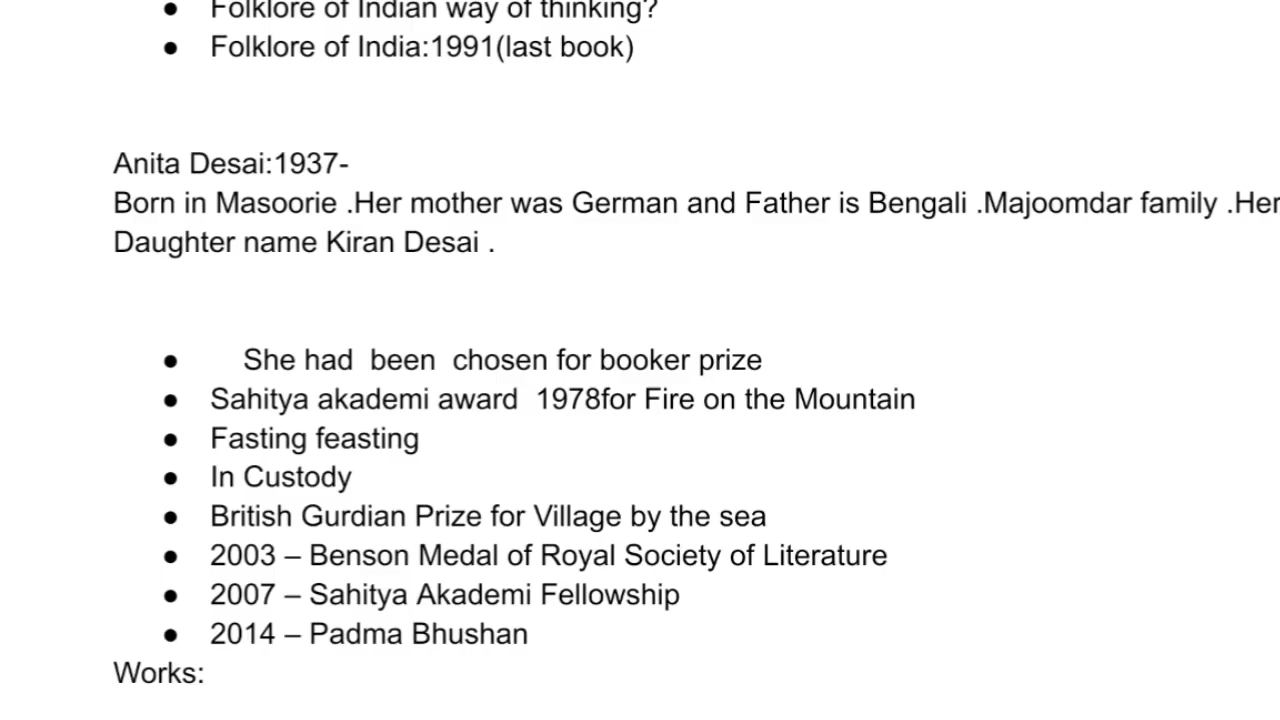 ● Folklore of Indian way of thinking?
● Folklore of India:1991(last book)
Anita Desai:1937-
Born in Masoorie .Her mother was German and Father is Bengali .Majoomdar family .Her
Daughter name Kiran Desai .
● She had been chosen for booker prize
● Sahitya akademi award 1978for Fire on the Mountain
● Fasting feasting
● In Custody
● British Gurdian Prize for Village by the sea
● 2003 – Benson Medal of Royal Society of Literature
● 2007 – Sahitya Akademi Fellowship
● 2014 – Padma Bhushan
Works: